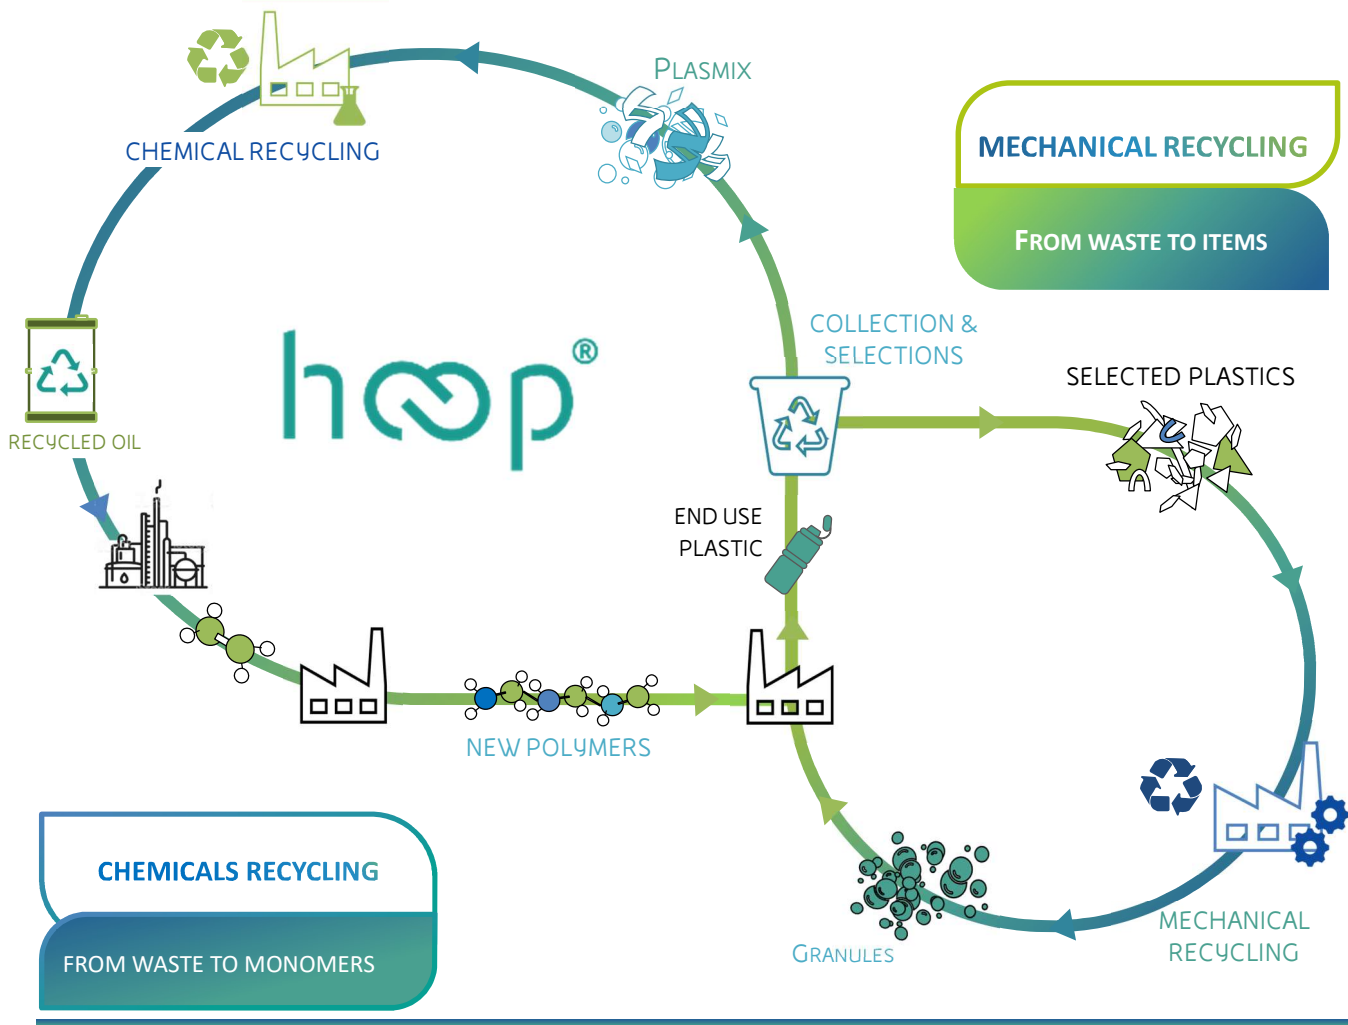 PLASMIX
CHEMICAL RECYCLING
MECHANICAL RECYCLING
FROM WASTE TO ITEMS
COLLECTION &
SELECTIONS
hoop®
SELECTED PLASTICS
RECYCLED OIL
END USE
PLASTIC
NEW POLYMERS
CHEMICALS RECYCLING
FROM WASTE TO MONOMERS
GRANULES
MECHANICAL
RECYCLING